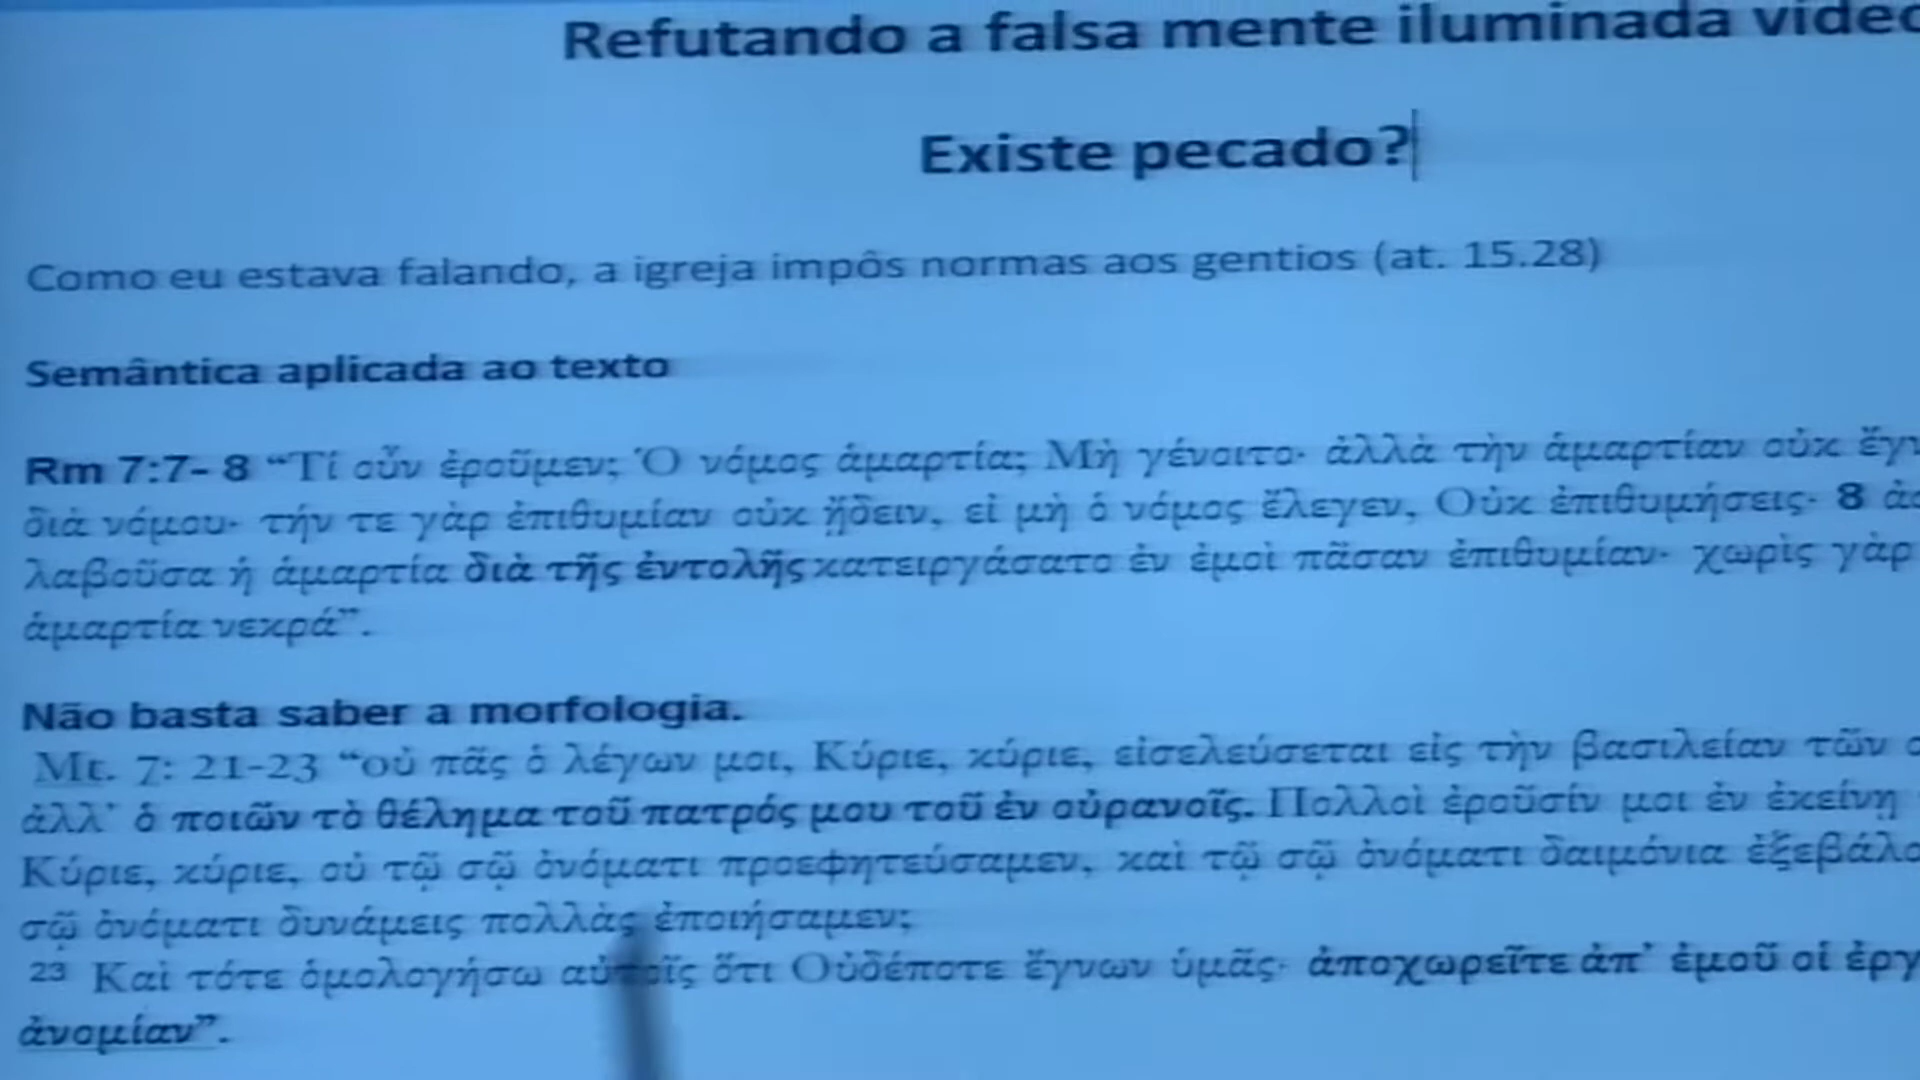 Refutando a falsa mente iluminada
Existe pecado?
Como eu estava falando, a igreja impôs normas aos gentios (at. 15.28)
Semântica aplicada ao texto
Rm 7:7- 8 “Τί οὖν ἐροῦμεν; Ὁ νόμος ἁμαρτία; Μὴ γένοιτο· ἀλλὰ τὴν ἁμαρτίαν οὐκ
διὰ νόμου· τήν τε γὰρ ἐπιθυμίαν οὐκ ᾔδειν, εἰ μὴ ὁ νόμος ἔλεγεν, Οὐκ ἐπιθυμήσεις· 8
λαβοῦσα ἡ ἁμαρτία διὰ τῆς ἐντολῆς κατειργάσατο ἐν ἐμοὶ πᾶσαν ἐπιθυμίαν· χωρὶς γὰρ
ἁμαρτία νεκρά”.
Não basta saber a morfologia.
Mt. 7: 21-23 “οὐ πᾶς ὁ λέγων μοι, Κύριε, κύριε, εἰσελεύσεται εἰς τὴν βασιλείαν τῶν
ἀλλ᾽ ὁ ποιῶν τὸ θέλημα τοῦ πατρός μου τοῦ ἐν οὐρανοῖς. Πολλοὶ ἐροῦσίν μοι ἐν ἐκείνῃ
Κύριε, κύριε, οὐ τῷ σῷ ὀνόματι προεφητεύσαμεν, καὶ τῷ σῷ ὀνόματι δαιμόνια
σῷ ὀνόματι δυνάμεις πολλὰς ἐποιήσαμεν;
23 Καὶ τότε ὁμολογήσω αὐτοῖς ὅτι Οὐδέποτε ἔγνων ὑμᾶς· ἀποχωρεῖτε ἀπ᾽ ἐμοῦ οἱ
ἀνομίαν”.